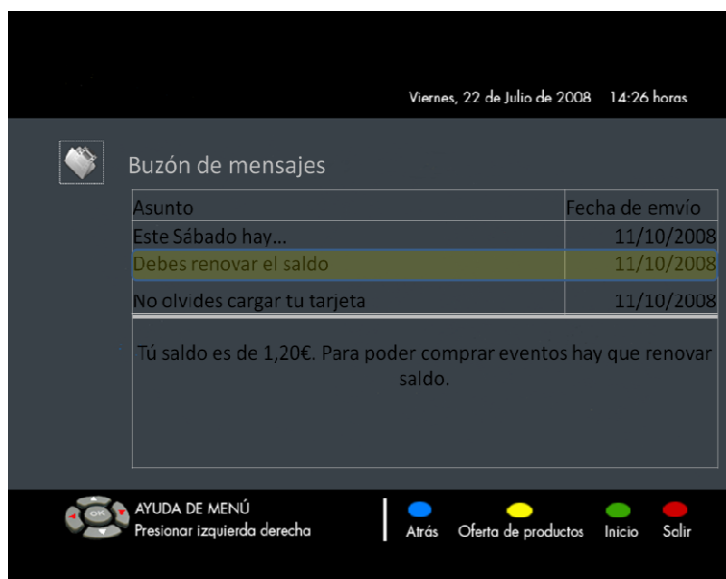 Viernes, 22 de Julio de 2008 14:26 horas
Buzón de mensajes
Asunto Fecha de emvío
Este Sábado hay... 11/10/2008
Debes renovar el saldo 11/10/2008
No olvides cargar tu tarjeta 11/10/2008
Tú saldo es de 1,20€. Para poder comprar eventos hay que renovar
saldo.
OK
AYUDA DE MENÚ
Presionar izquierda derecha
Atrás Oferta de productos Inicio Salir